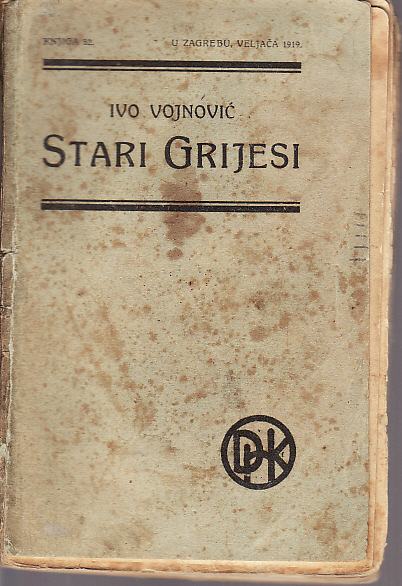 KNJIGA 32. U ZAGREBU, VELJAČA 1919.
IVO VOJNOVIĆ
STARI GRIJESI
DHK